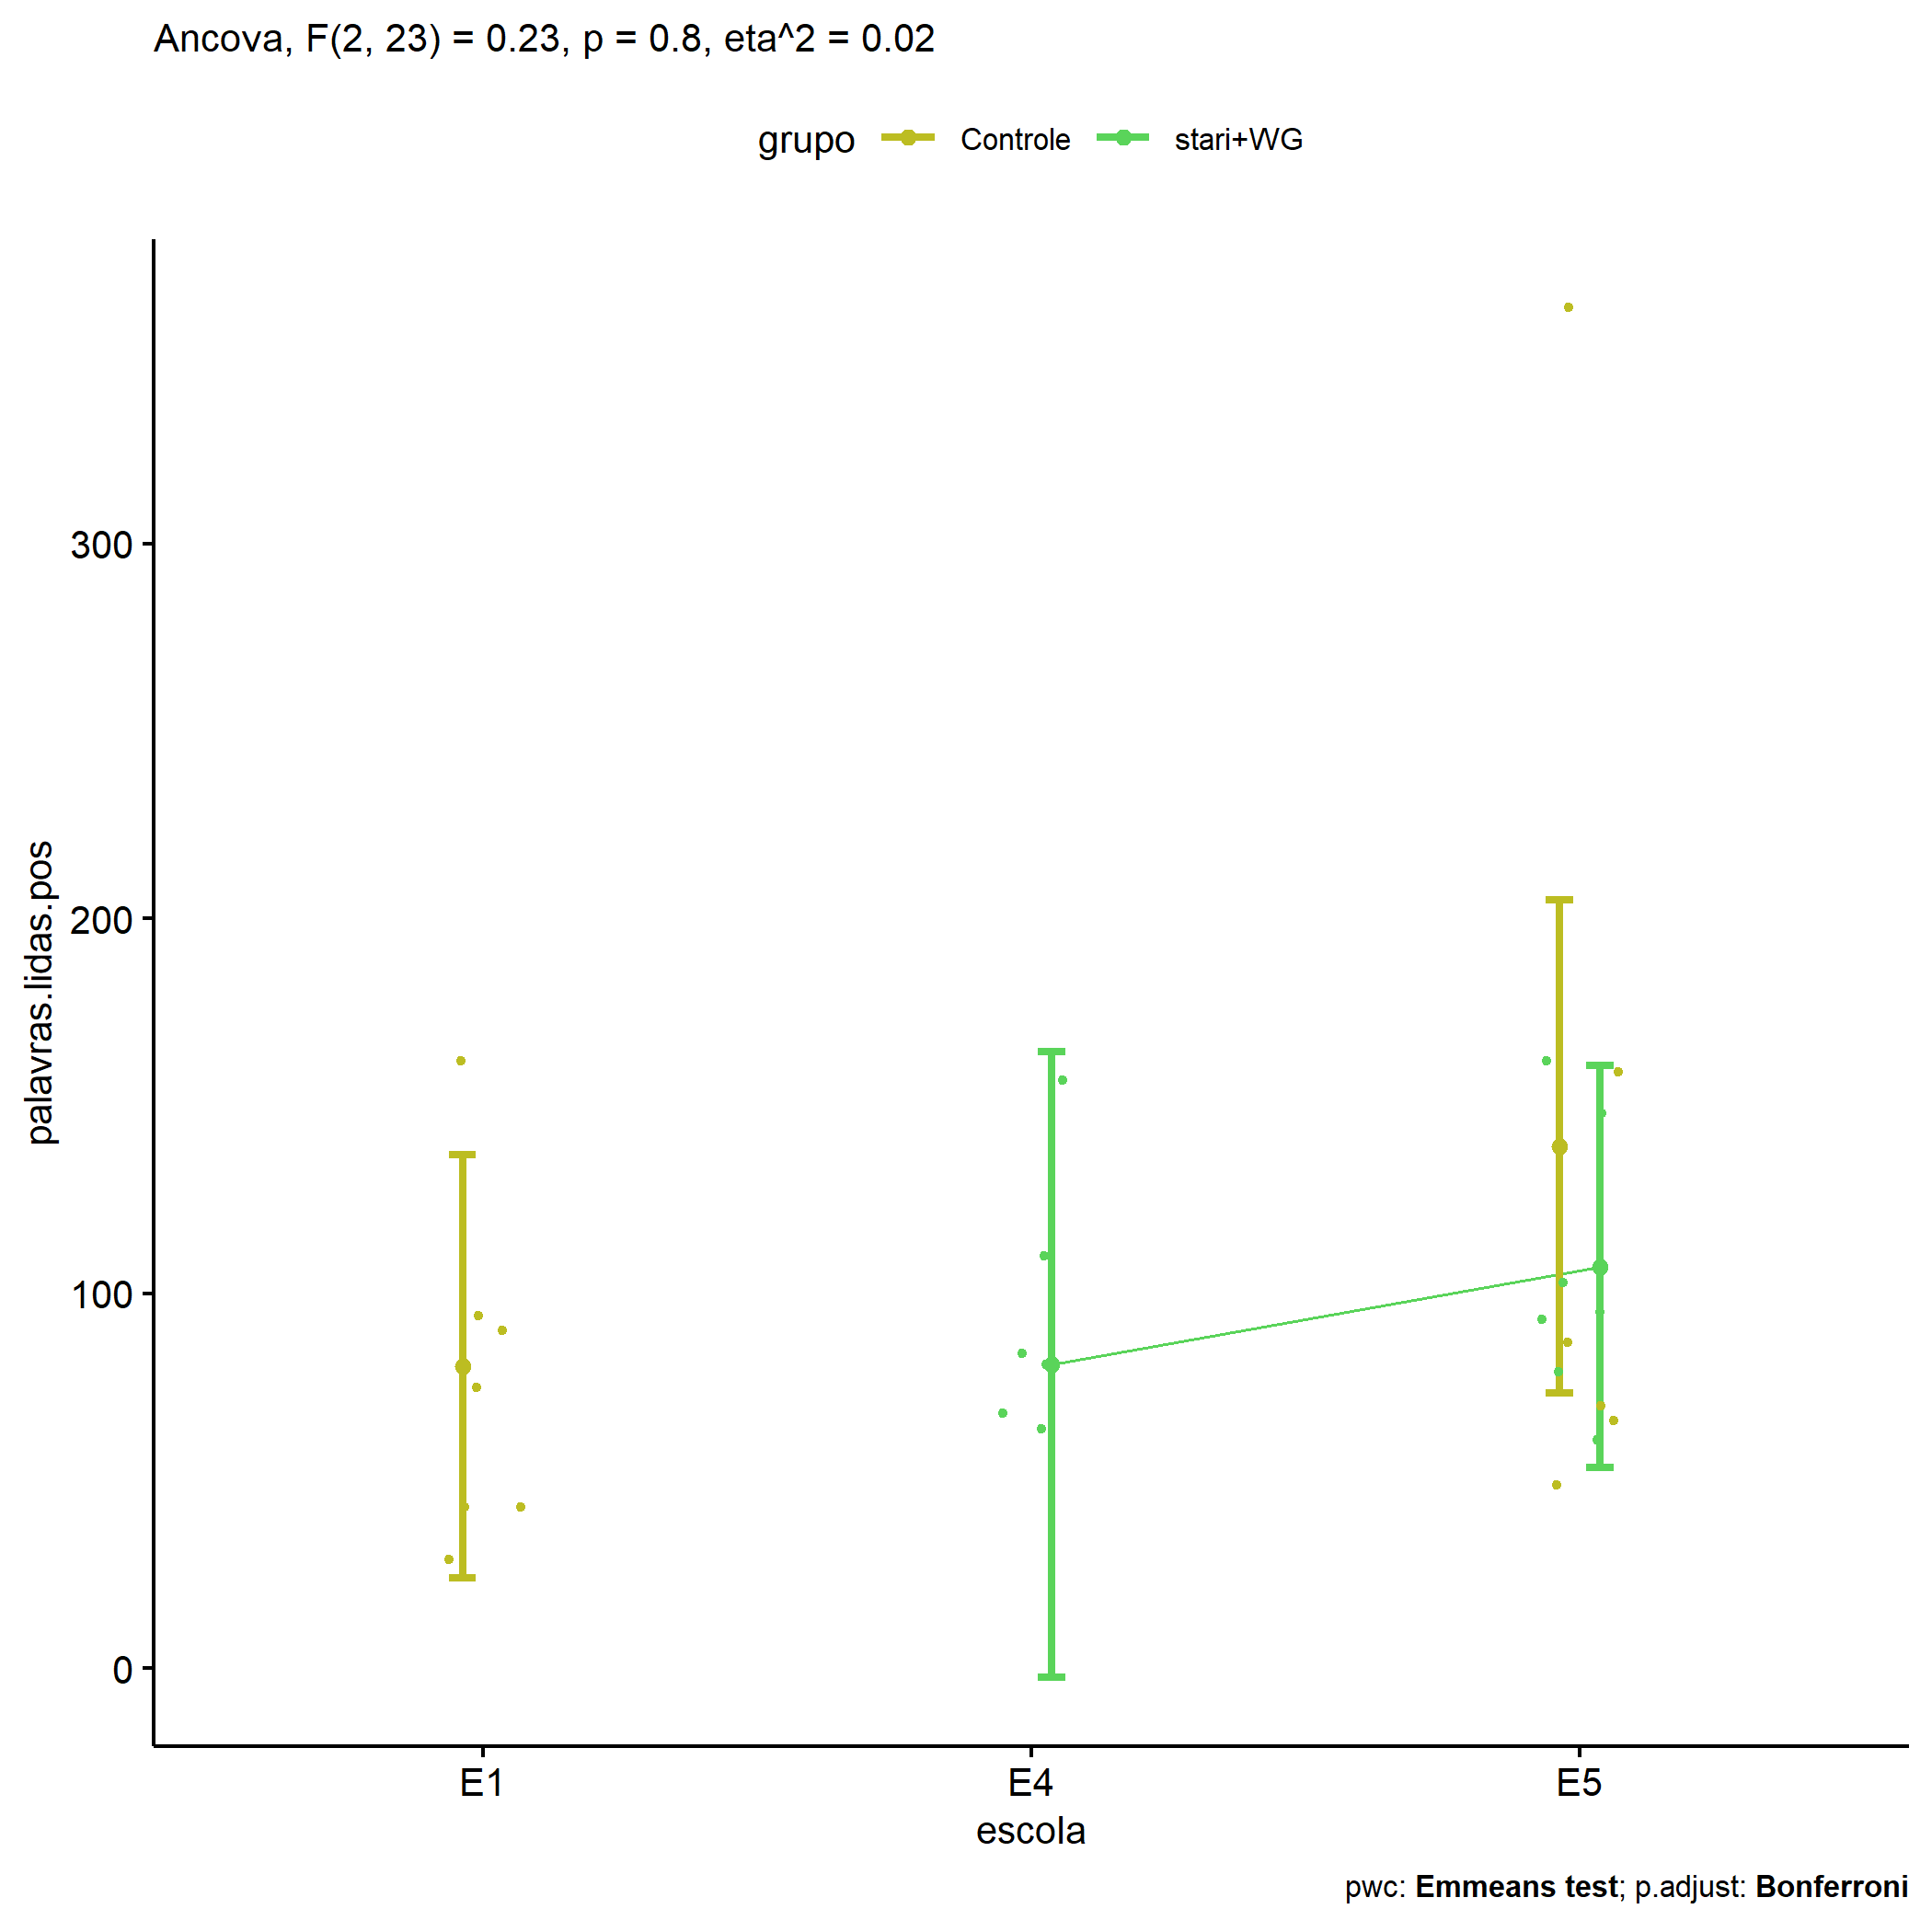 Ancova, F(2, 23) = 0.23, p = 0.8, eta^2 = 0.02
grupo Controle stari+WG
palavras.lidas.pos
300
200
100
0
E1 E4 E5
escola
pwc: Emmeans test; p.adjust: Bonferroni